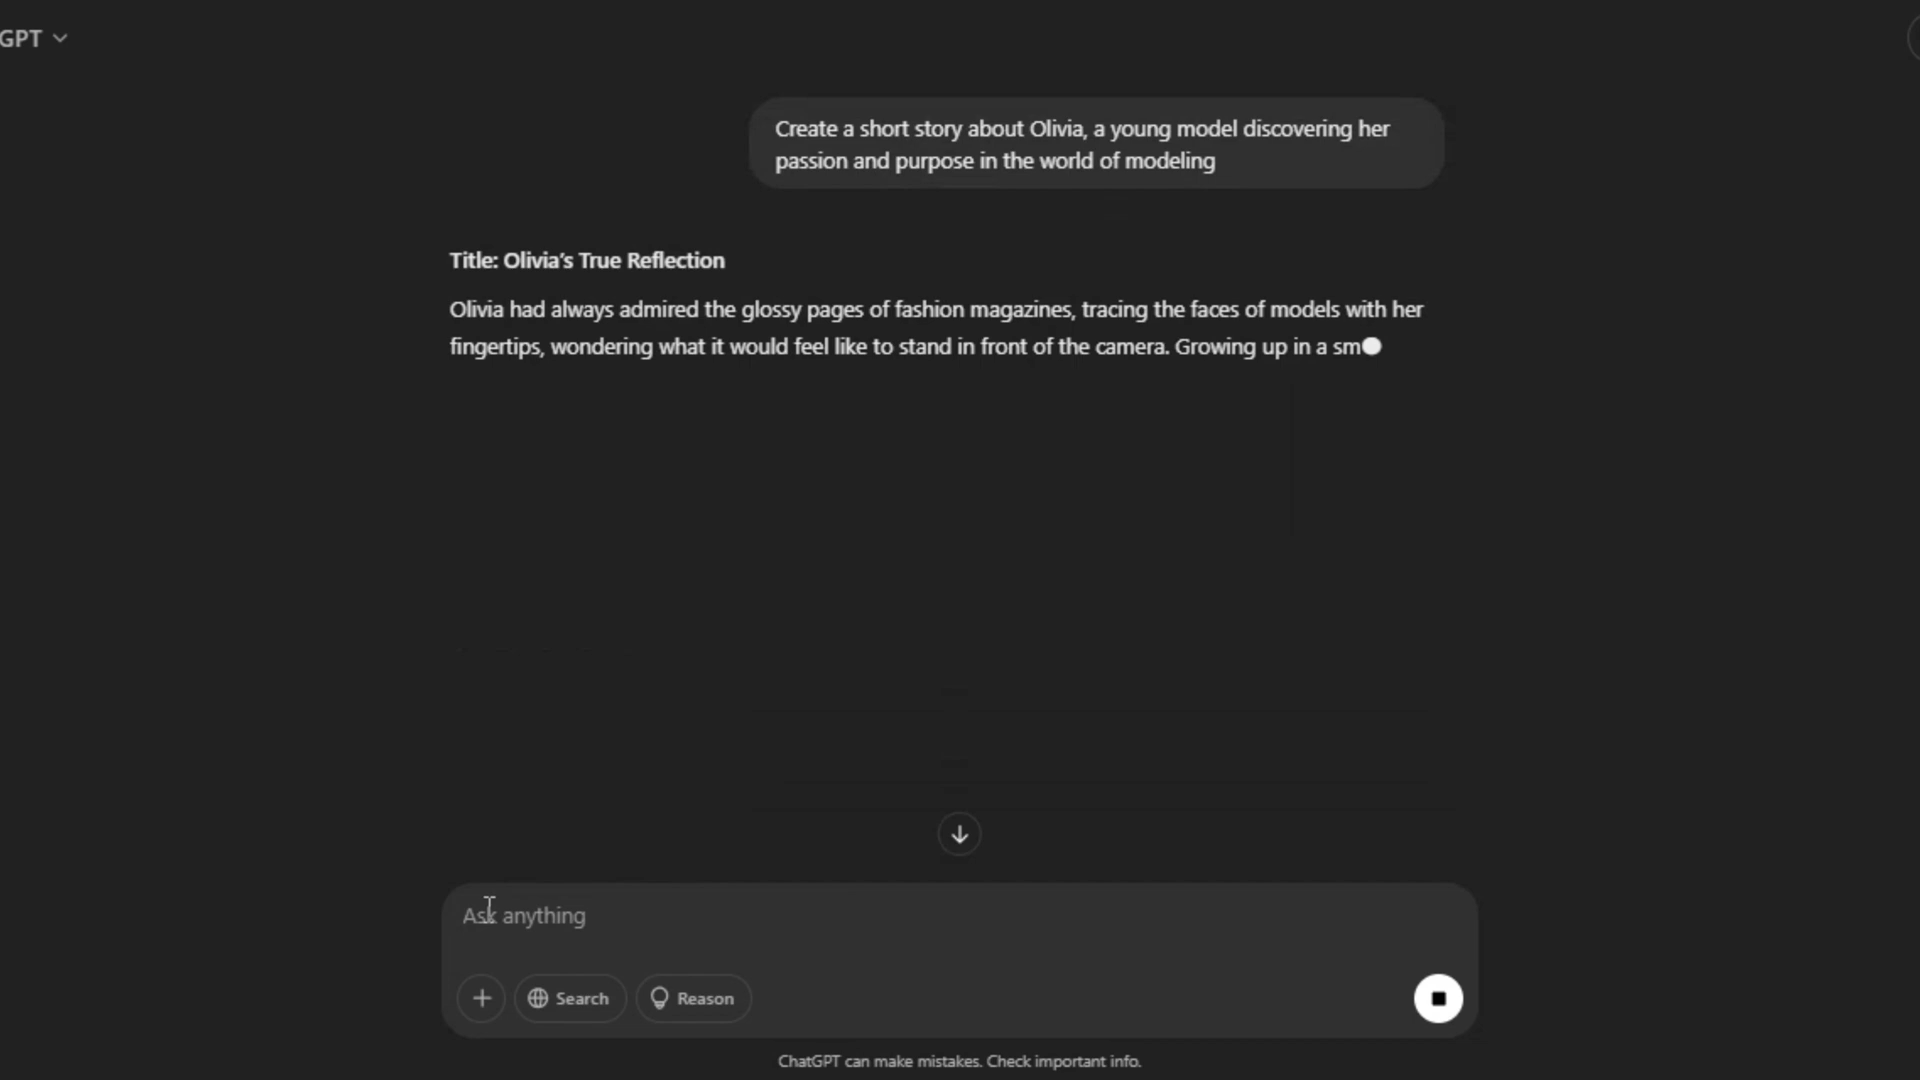 GPT
Create a short story about Olivia, a young model discovering her
passion and purpose in the world of modeling
Title: Olivia's True Reflection
Olivia had always admired the glossy pages of fashion magazines, tracing the faces of models with her
fingertips, wondering what it would feel like to stand in front of the camera. Growing up in a sm
Ask anything
Search
Reason
ChatGPT can make mistakes. Check important info.